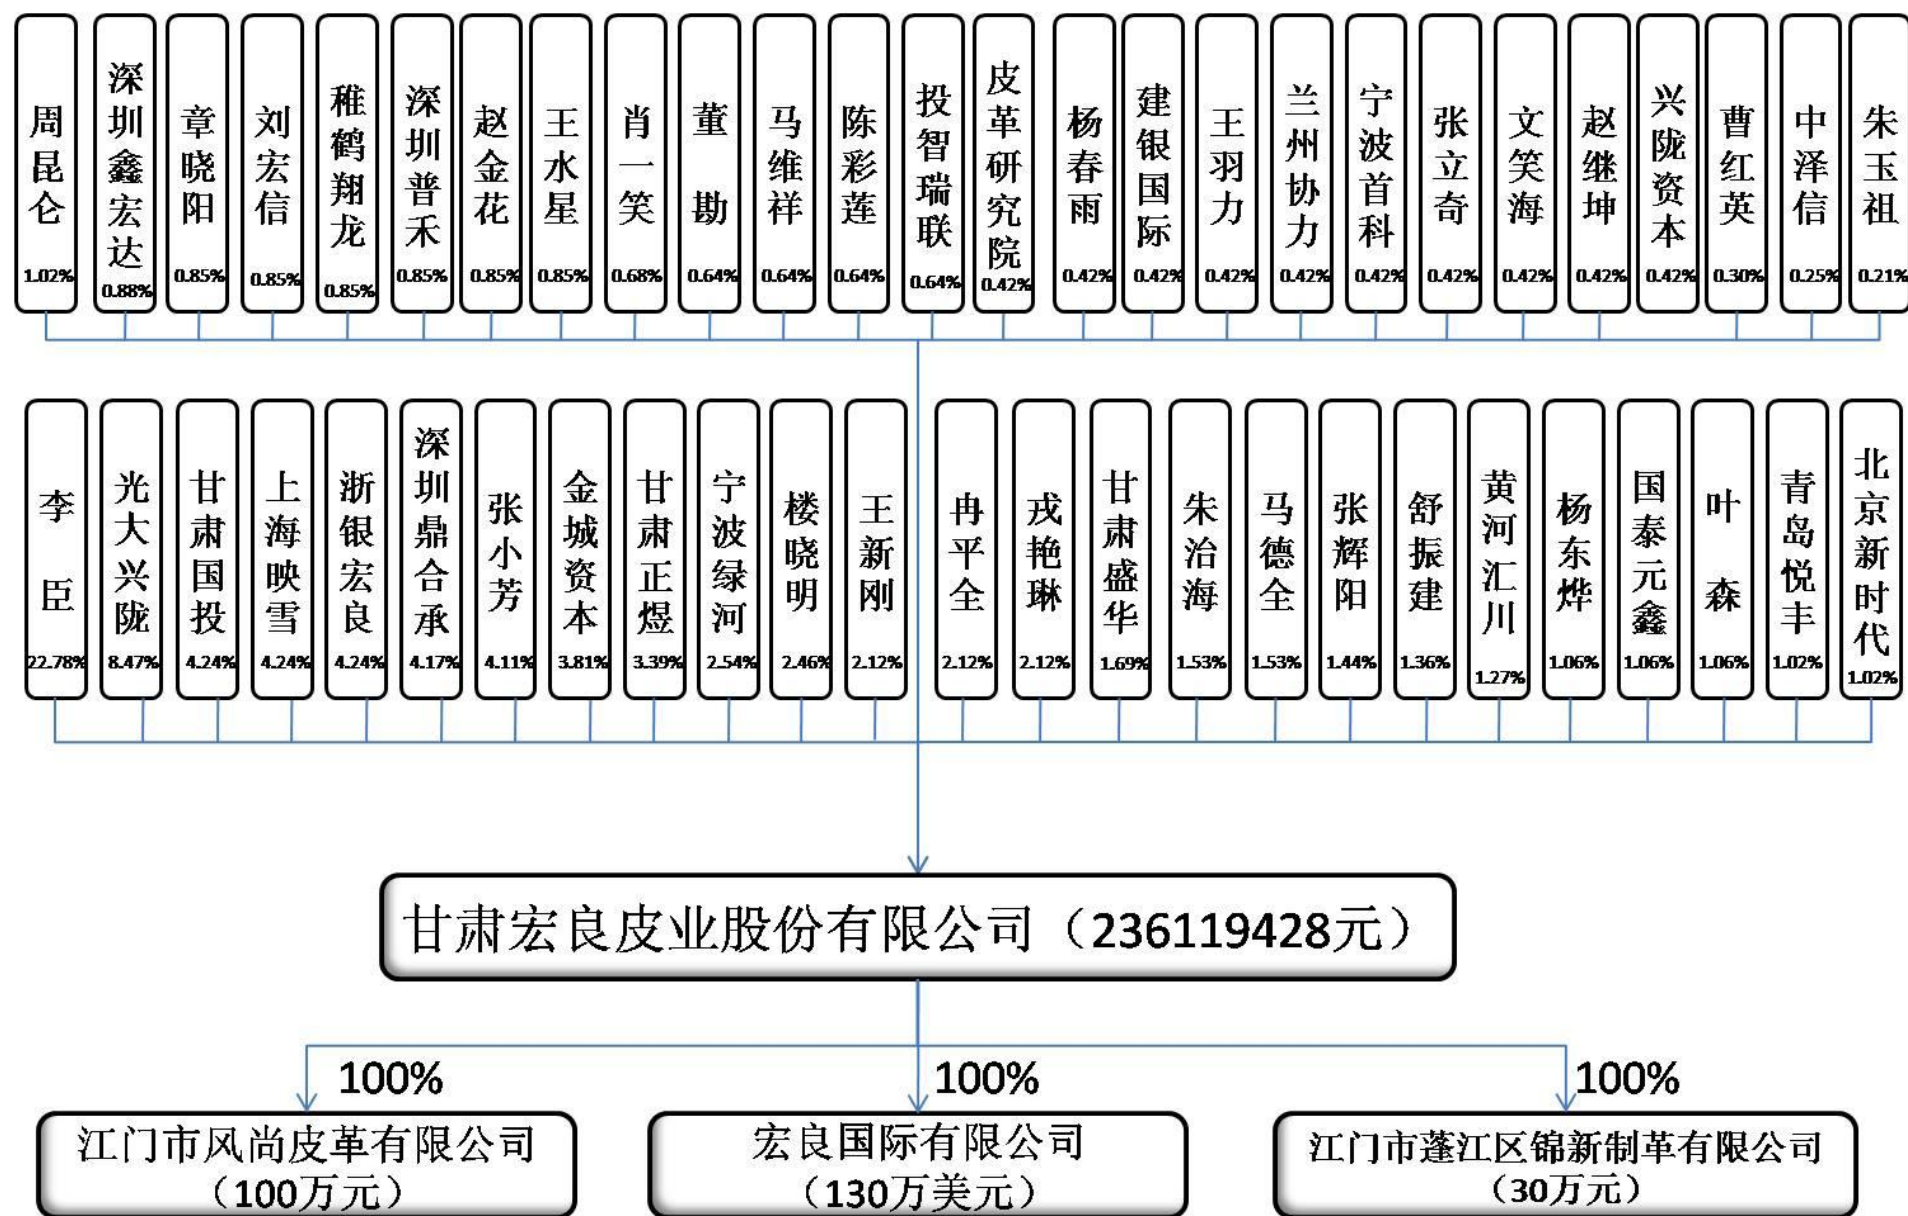 周昆仑 1.02%
深圳鑫宏达 0.88%
章晓阳 0.85%
刘宏信 0.85%
稚鹤翔龙 0.85%
深圳普禾 0.85%
赵金花 0.85%
王水星 0.85%
肖一笑 0.68%
董勘 0.64%
马维祥 0.64%
陈彩莲 0.64%
投智瑞联 0.64%
皮革研究院 0.42%
杨春雨 0.42%
建银国际 0.42%
王羽力 0.42%
兰州协力 0.42%
宁波首科 0.42%
张立奇 0.42%
文笑海 0.42%
赵继坤 0.42%
兴陇资本 0.42%
曹红英 0.30%
中泽信 0.25%
朱玉祖 0.21%
李臣 22.78%
光大兴陇 8.47%
甘肃国投 4.24%
上海映雪 4.24%
浙银宏良 4.24%
深圳鼎合承 4.17%
张小芳 4.11%
金城资本 3.81%
甘肃正煜 3.39%
宁波绿河 2.54%
楼晓明 2.46%
王新刚 2.12%
冉平全 2.12%
戎艳琳 2.12%
甘肃盛华 1.69%
朱治海 1.53%
马德全 1.53%
张辉阳 1.44%
舒振建 1.36%
黄河汇川 1.27%
杨东烨 1.06%
国泰元鑫 1.06%
叶森 1.06%
青岛悦丰 1.02%
北京新时代 1.02%
甘肃宏良皮业股份有限公司（236119428元）
100%
100%
100%
江门市风尚皮革有限公司
（100万元）
宏良国际有限公司
（130万美元）
江门市蓬江区锦新制革有限公司
（30万元）